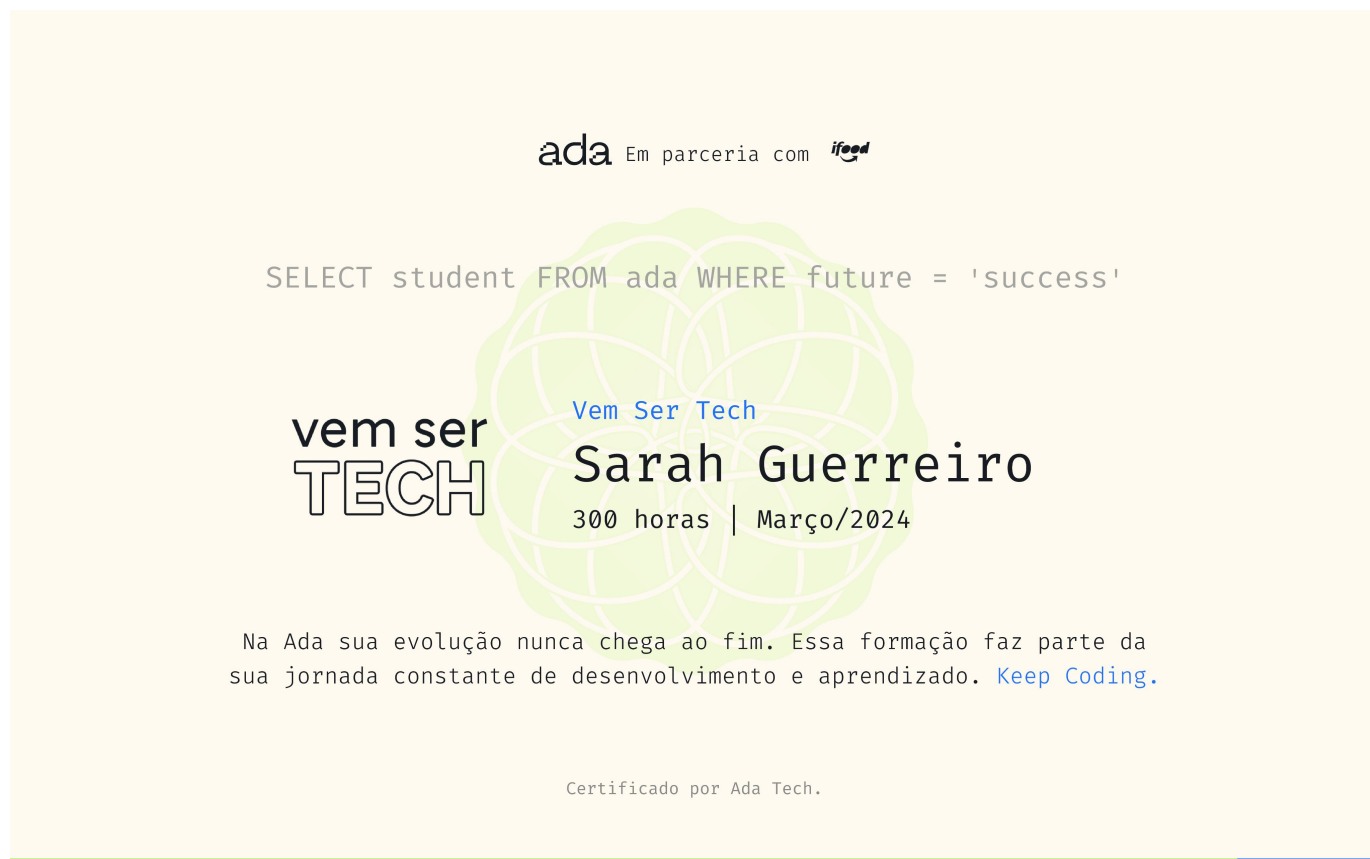 ada Em parceria com ifood
SELECT student FROM ada WHERE future = 'success'
vem ser
TECH
Vem Ser Tech
Sarah Guerreiro
300 horas | Março/2024
Na Ada sua evolução nunca chega ao fim. Essa formação faz parte da
sua jornada constante de desenvolvimento e aprendizado. Keep Coding.
Certificado por Ada Tech.